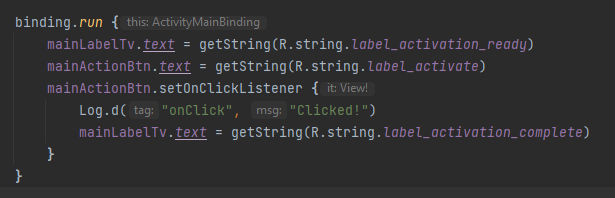 binding.run { this: ActivityMainBinding
mainLabelTv.text = getString(R.string.label_activation_ready)
mainActionBtn.text = getString(R.string.label_activate)
mainActionBtn.setOnClickListener { it: View!
Log.d( tag: "onClick", msg: "Clicked!")
mainLabelTv.text = getString(R.string.label_activation_complete)
}
}